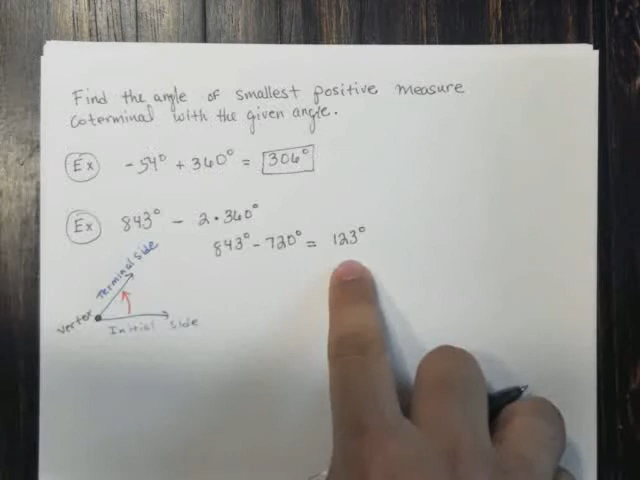 Find the angle of smallest positive measure
coterminal with the given angle.
Ex -54° + 360° = 306°
Ex 843° - 2 • 360°
843° - 720° = 123°
Terminal side
Vertex
Initial side